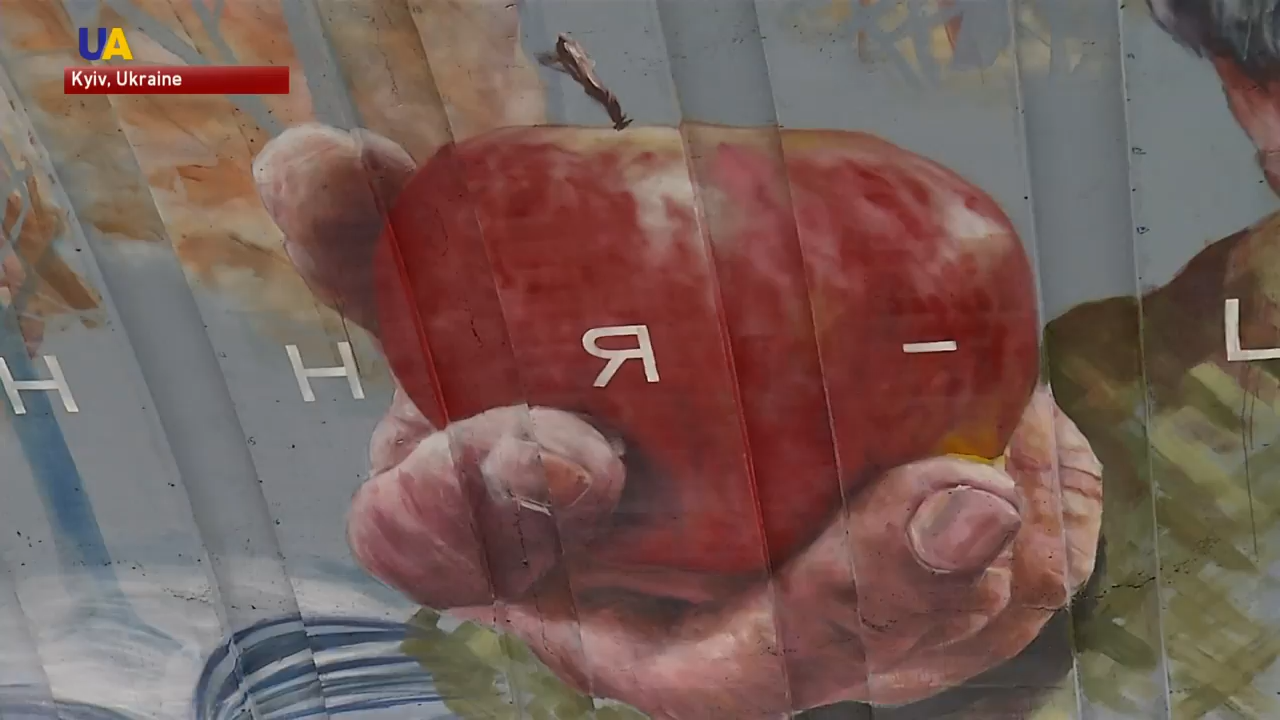 UA
Kyiv, Ukraine
Н Н Я –